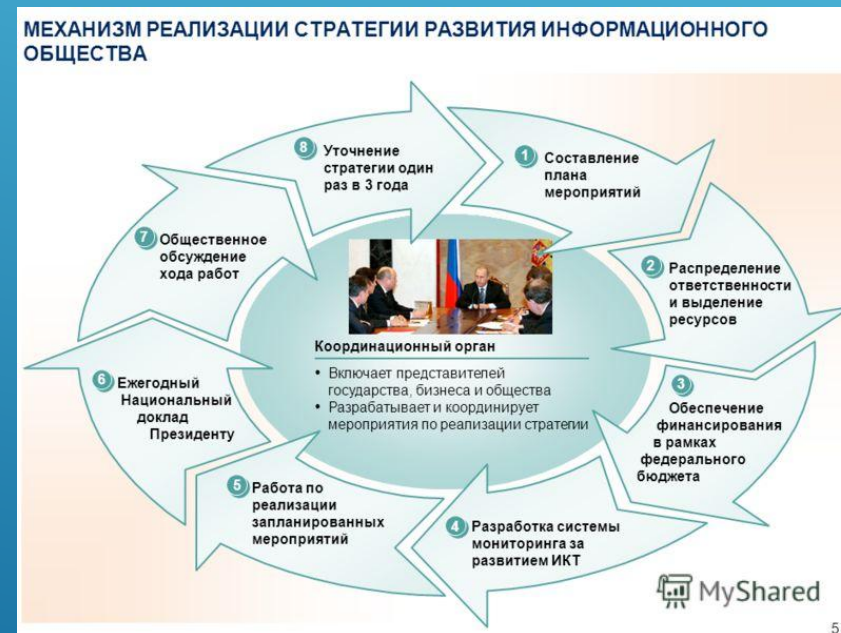 МЕХАНИЗМ РЕАЛИЗАЦИИ СТРАТЕГИИ РАЗВИТИЯ ИНФОРМАЦИОННОГО
ОБЩЕСТВА
1 Составление
плана
мероприятий
2 Распределение
ответственности
и выделение
ресурсов
3
Обеспечение
финансирования
в рамках
федерального
бюджета
4 Разработка системы
мониторинга за
развитием ИКТ
5 Работа по
реализации
запланированных
мероприятий
6 Ежегодный
Национальный
доклад
Президенту
7 Общественное
обсуждение
хода работ
8 Уточнение
стратегии один
раз в 3 года
Координационный орган
• Включает представителей
государства, бизнеса и общества
• Разрабатывает и координирует
мероприятия по реализации стратегии
MyShared
5